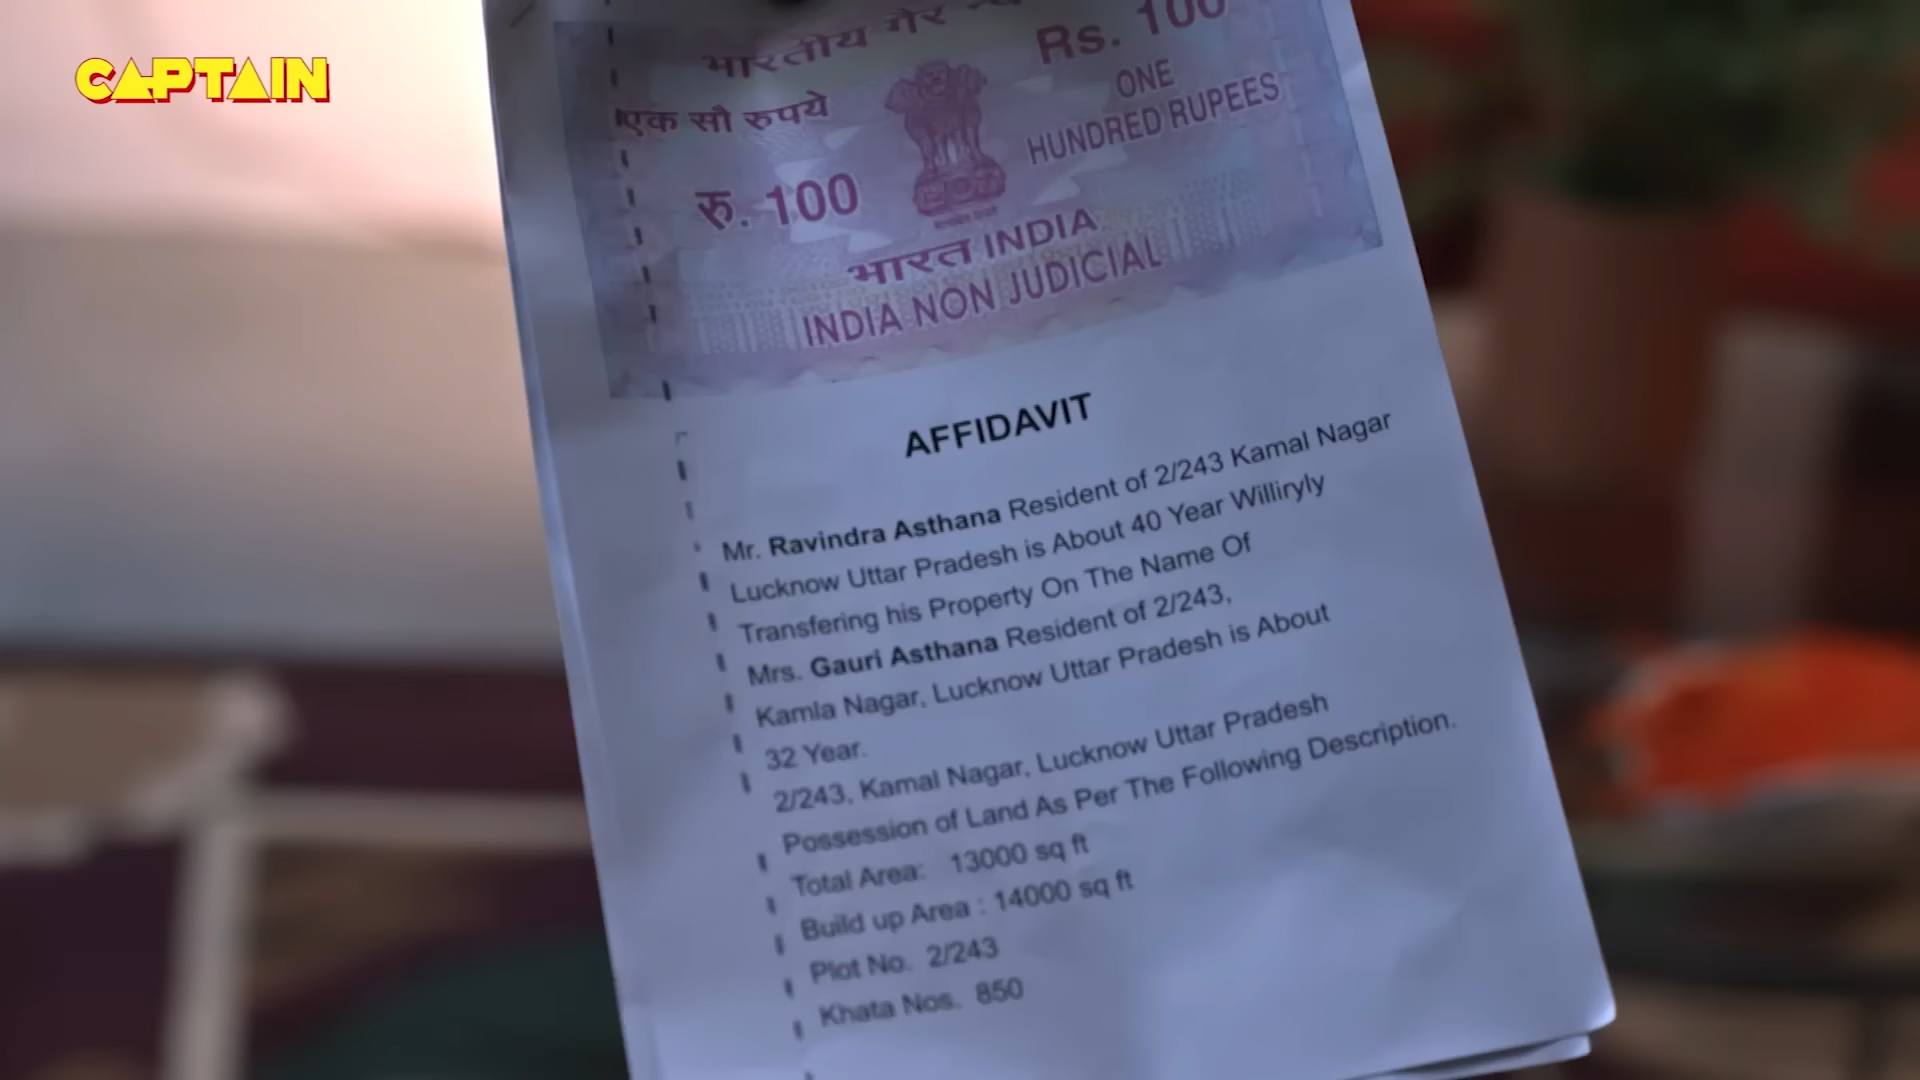 CAPTAIN
भारतीय गैर
Rs. 100
एक सौ रुपये
ONE
HUNDRED RUPEES
रु. 100
भारत INDIA
INDIA NON JUDICIAL
AFFIDAVIT
Mr. Ravindra Asthana Resident of 2/243 Kamal Nagar
Lucknow Uttar Pradesh is About 40 Year Williryly
Transfering his Property On The Name Of
Mrs. Gauri Asthana Resident of 2/243,
Kamla Nagar, Lucknow Uttar Pradesh is About
32 Year.
2/243, Kamal Nagar, Lucknow Uttar Pradesh
Possession of Land As Per The Following Description.
Total Area: 13000 sq ft
Build up Area : 14000 sq ft
Plot No. 2/243
Khata Nos. 850